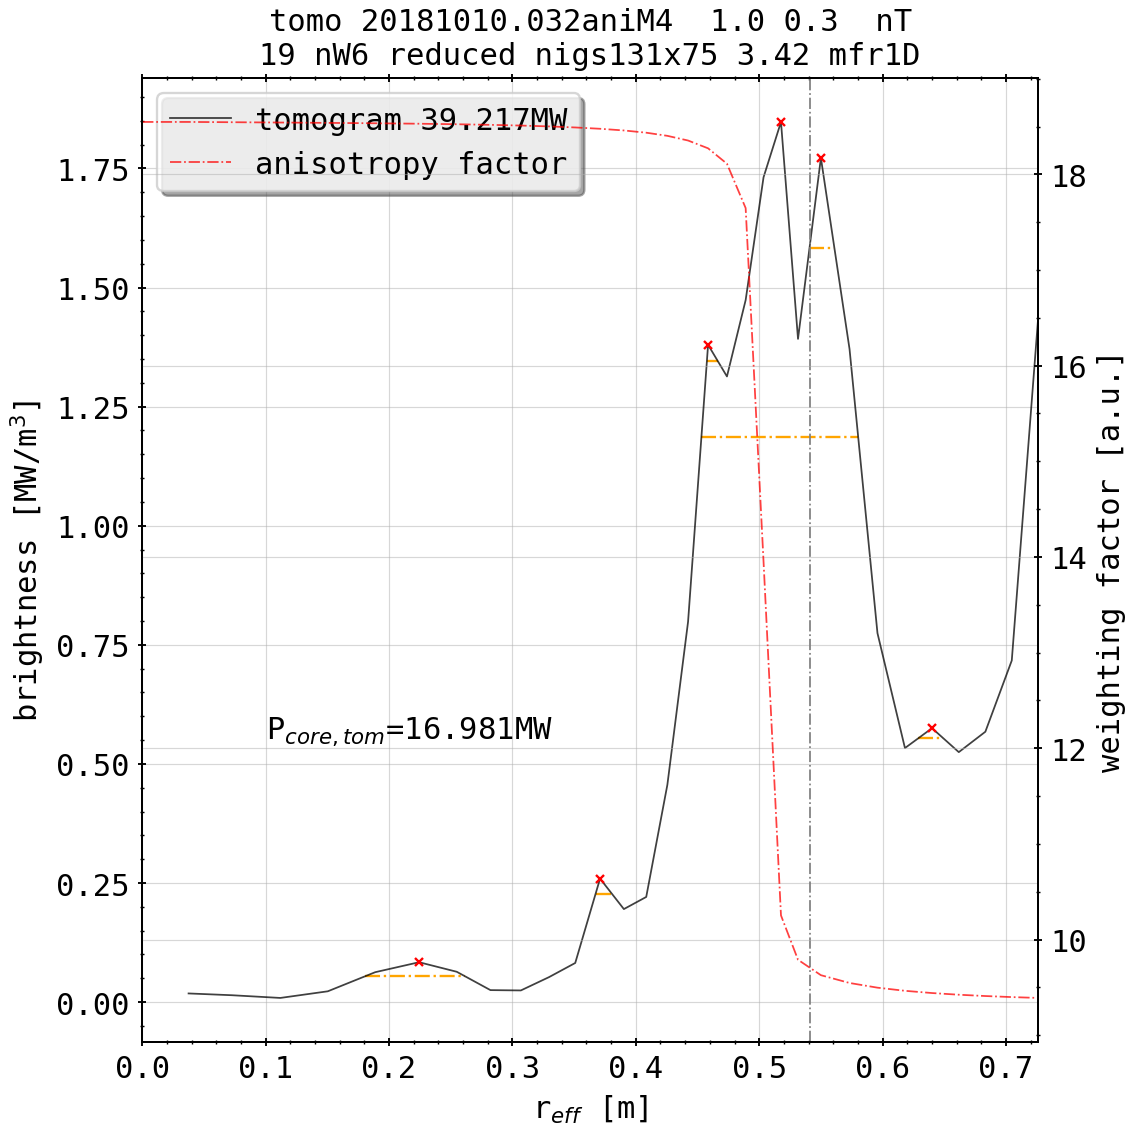 tomo 20181010.032aniM4  1.0 0.3  nT
19 nW6 reduced nigs131x75 3.42 mfr1D
tomogram 39.217MW
anisotropy factor
brightness [MW/m³]
1.75
1.50
1.25
1.00
0.75
0.50
0.25
0.00
P_core,tom=16.981MW
18
16
14
12
10
weighting factor [a.u.]
0.0 0.1 0.2 0.3 0.4 0.5 0.6 0.7
r_eff [m]